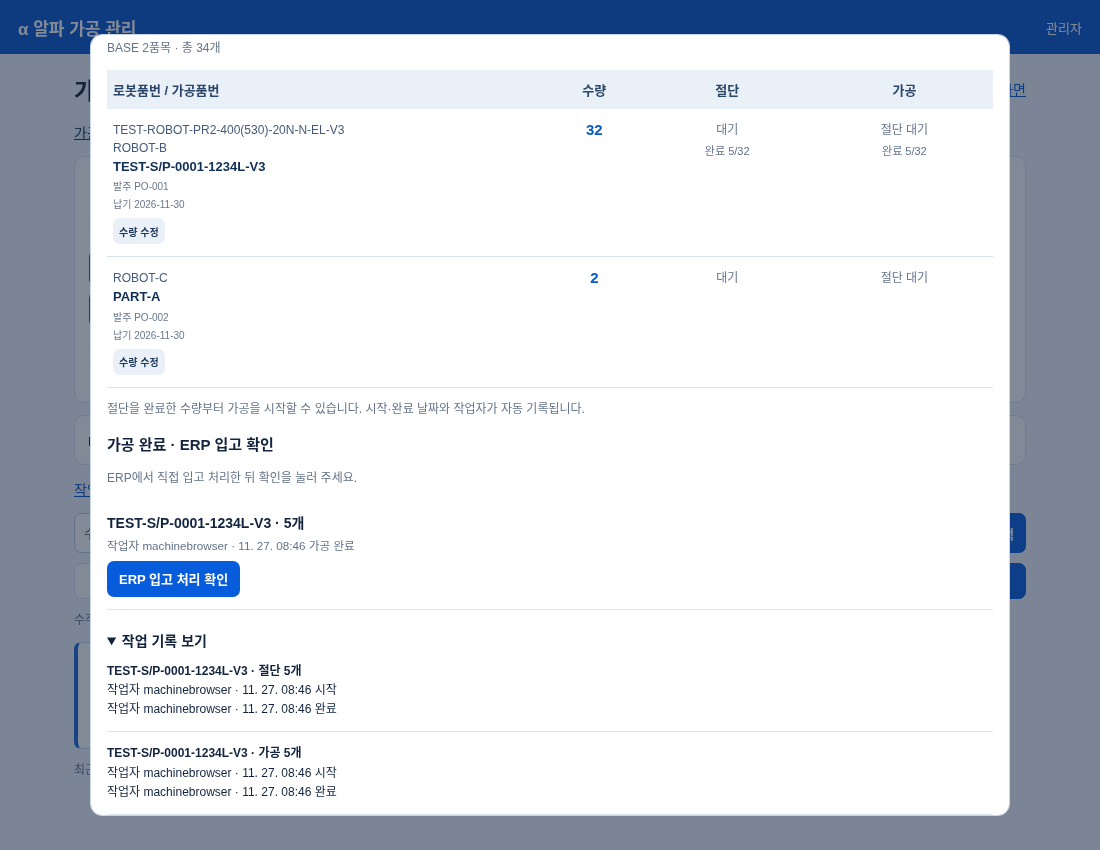 α 알파 가공 관리
관리자
BASE 2품목 · 총 34개
로봇품번 / 가공품번 수량 절단 가공
TEST-ROBOT-PR2-400(530)-20N-N-EL-V3 32 대기 절단 대기
ROBOT-B 완료 5/32 완료 5/32
TEST-S/P-0001-1234L-V3
발주 PO-001
납기 2026-11-30
수량 수정
ROBOT-C 2 대기 절단 대기
PART-A
발주 PO-002
납기 2026-11-30
수량 수정
절단을 완료한 수량부터 가공을 시작할 수 있습니다. 시작·완료 날짜와 작업자가 자동 기록됩니다.
가공 완료 · ERP 입고 확인
ERP에서 직접 입고 처리한 뒤 확인을 눌러 주세요.
TEST-S/P-0001-1234L-V3 · 5개
작업자 machinebrowser · 11. 27. 08:46 가공 완료
ERP 입고 처리 확인
▼ 작업 기록 보기
TEST-S/P-0001-1234L-V3 · 절단 5개
작업자 machinebrowser · 11. 27. 08:46 시작
작업자 machinebrowser · 11. 27. 08:46 완료
TEST-S/P-0001-1234L-V3 · 가공 5개
작업자 machinebrowser · 11. 27. 08:46 시작
작업자 machinebrowser · 11. 27. 08:46 완료